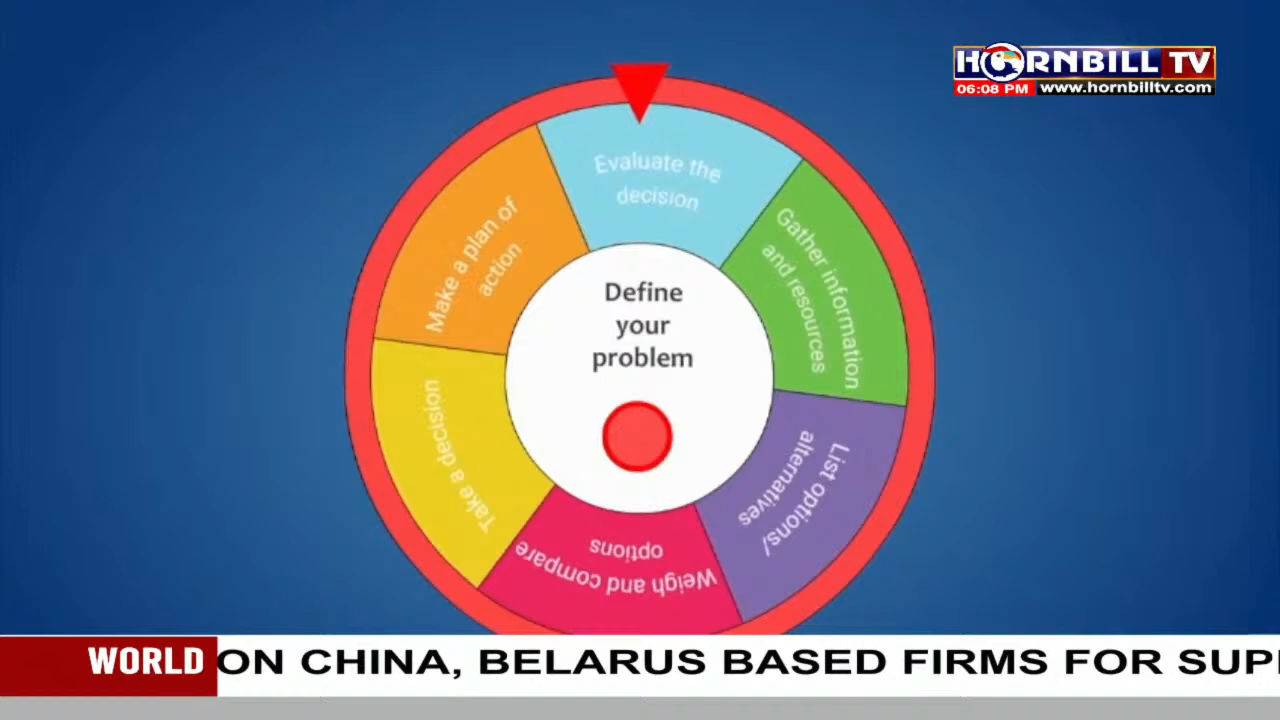 HORNBILL TV
06:08 PM www.hornbilltv.com
Evaluate the
decision
Gather information
and resources
List options/
alternatives
Weigh and compare
options
Take a decision
Make a plan of
action
Define
your
problem
WORLD ON CHINA, BELARUS BASED FIRMS FOR SUP